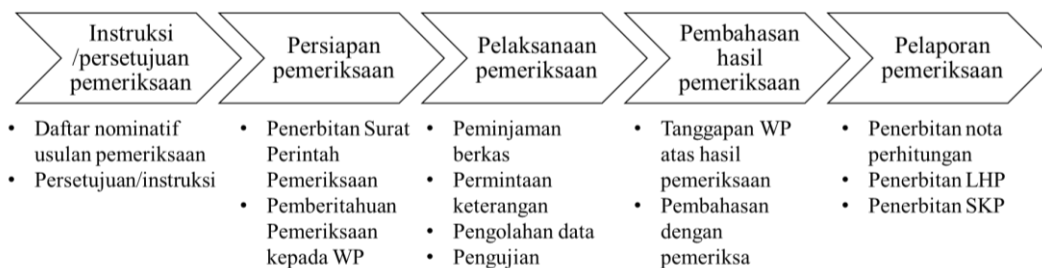 Instruksi
/persetujuan
pemeriksaan
Persiapan
pemeriksaan
Pelaksanaan
pemeriksaan
Pembahasan
hasil
pemeriksaan
Pelaporan
pemeriksaan
• Daftar nominatif
usulan pemeriksaan
• Persetujuan/instruksi
• Penerbitan Surat
Perintah
Pemeriksaan
• Pemberitahuan
Pemeriksaan
kepada WP
• Peminjaman
berkas
• Permintaan
keterangan
• Pengolahan data
• Pengujian
• Tanggapan WP
atas hasil
pemeriksaan
• Pembahasan
dengan
pemeriksa
• Penerbitan nota
perhitungan
• Penerbitan LHP
• Penerbitan SKP